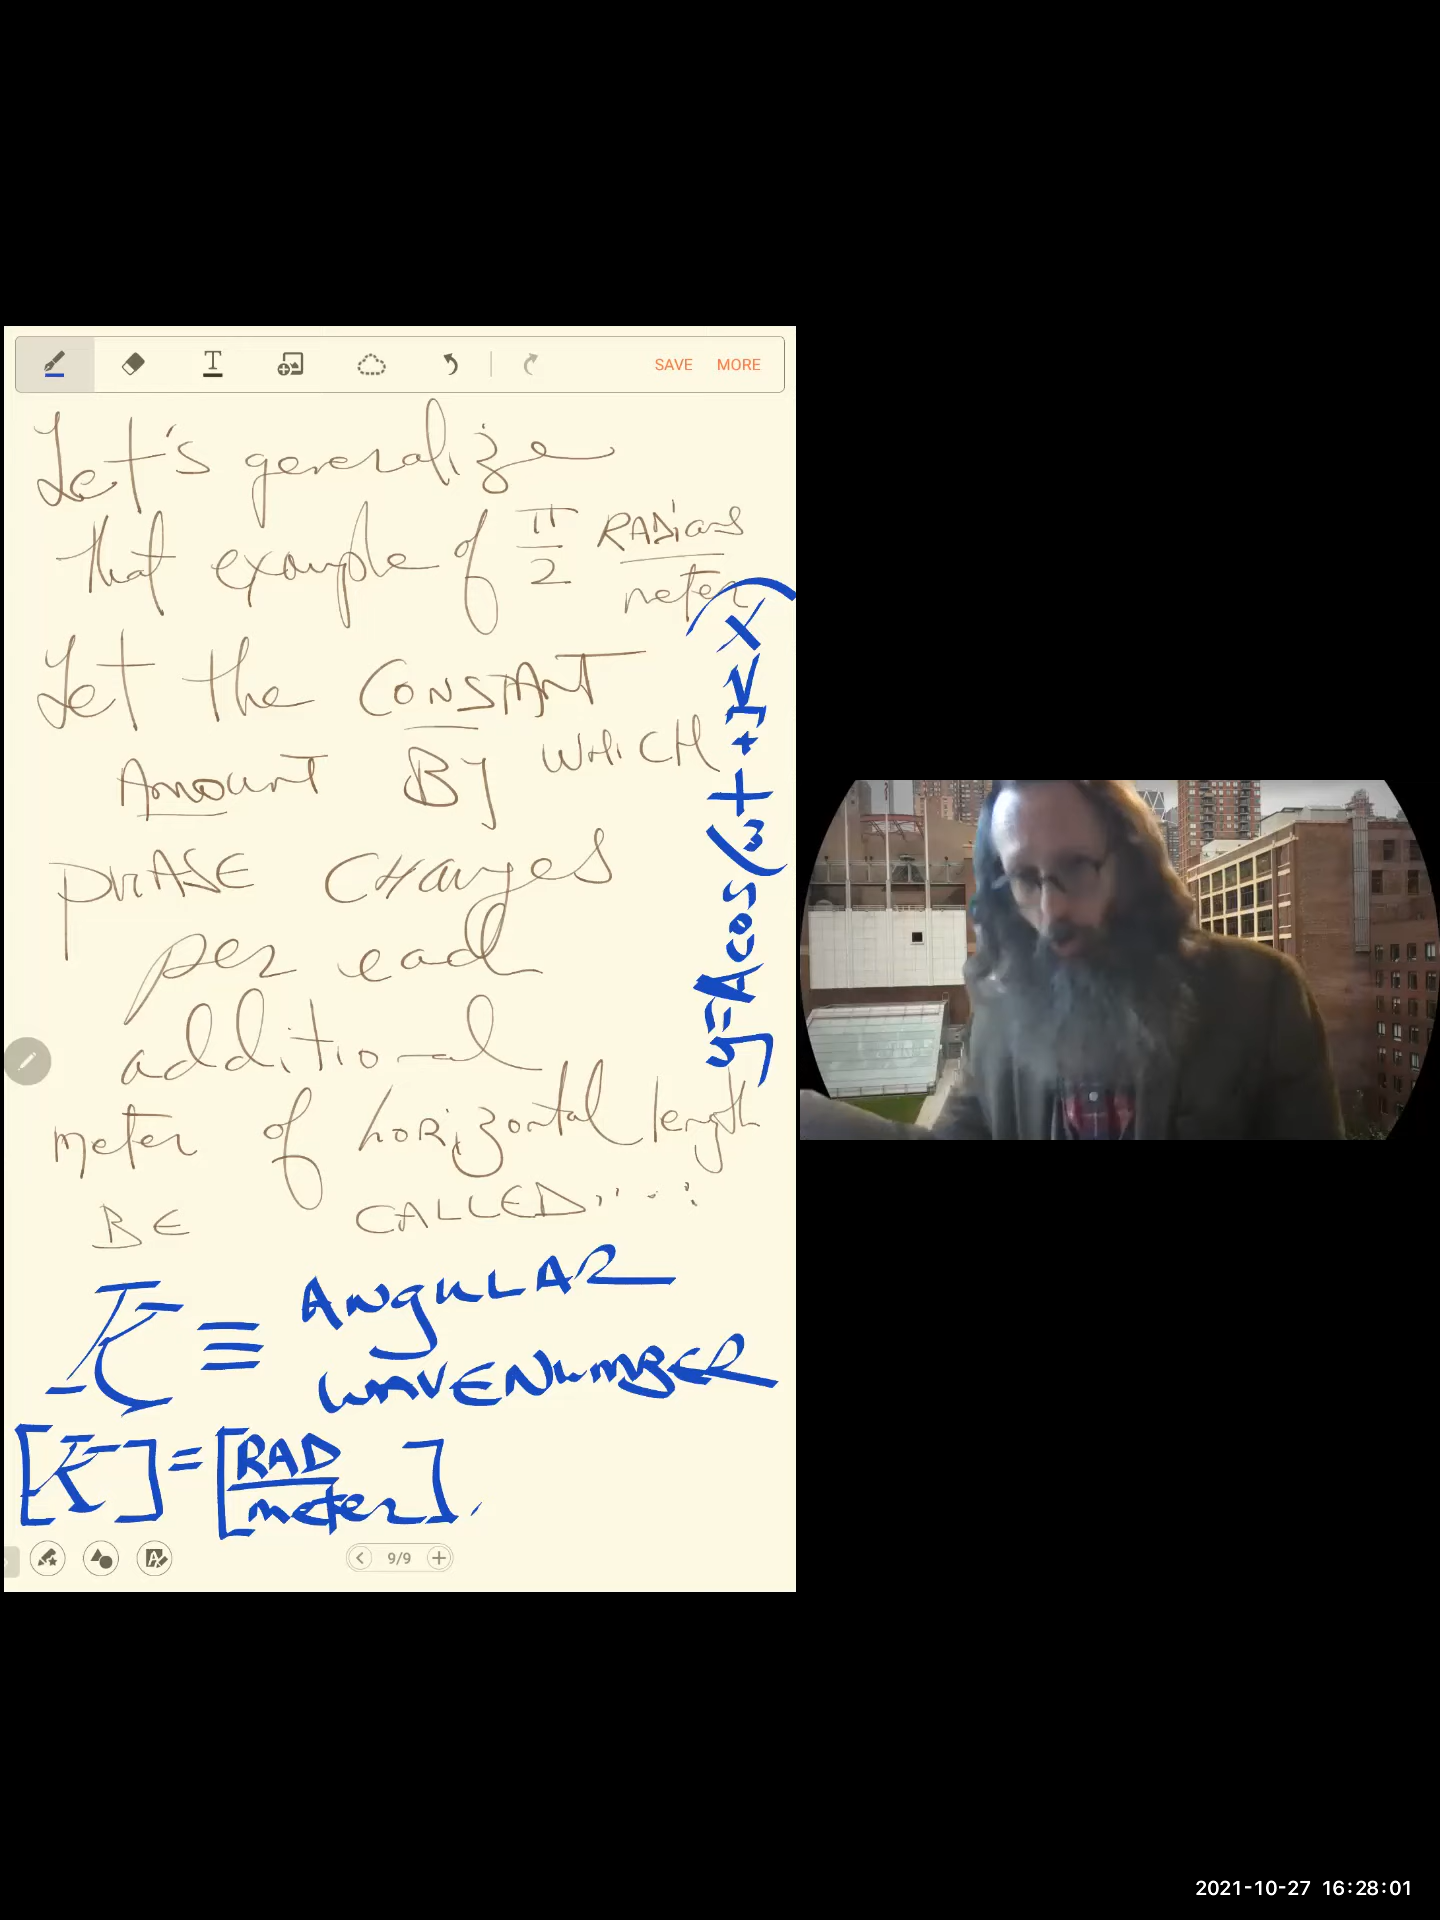 T
SAVE MORE
Let's generalize
that example of π/2 RADians/meter
Let the CONSTANT
AMOUNT BY WHICH
PHASE CHanges
per each
additional
meter of horizontal length
BE CALLED....
K ≡ ANgULAR
WAVENUMBER
[K] = [RAD/meter].
y=Acos(ωt+Kx)
9/9
2021-10-27 16:28:01